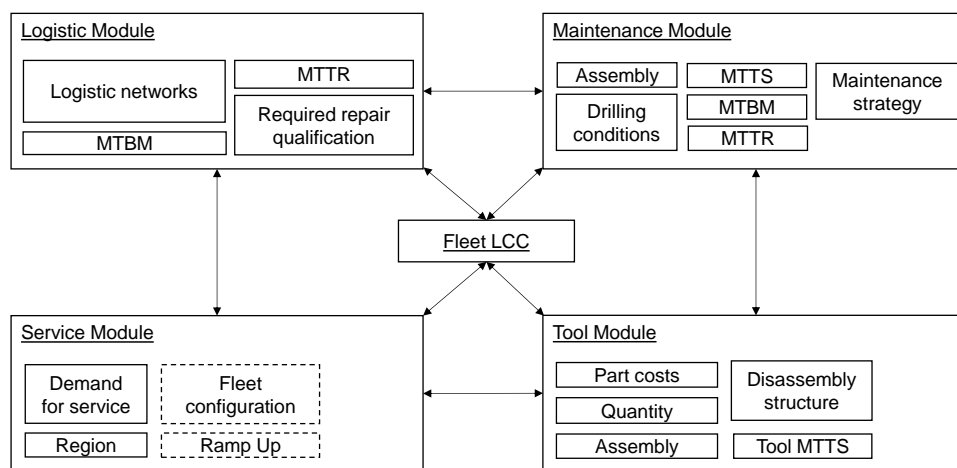 Logistic Module
Logistic networks
MTBM
MTTR
Required repair
qualification
Maintenance Module
Assembly
Drilling
conditions
MTTS
MTBM
MTTR
Maintenance
strategy
Fleet LCC
Service Module
Demand
for service
Region
Fleet
configuration
Ramp Up
Tool Module
Part costs
Quantity
Assembly
Disassembly
structure
Tool MTTS